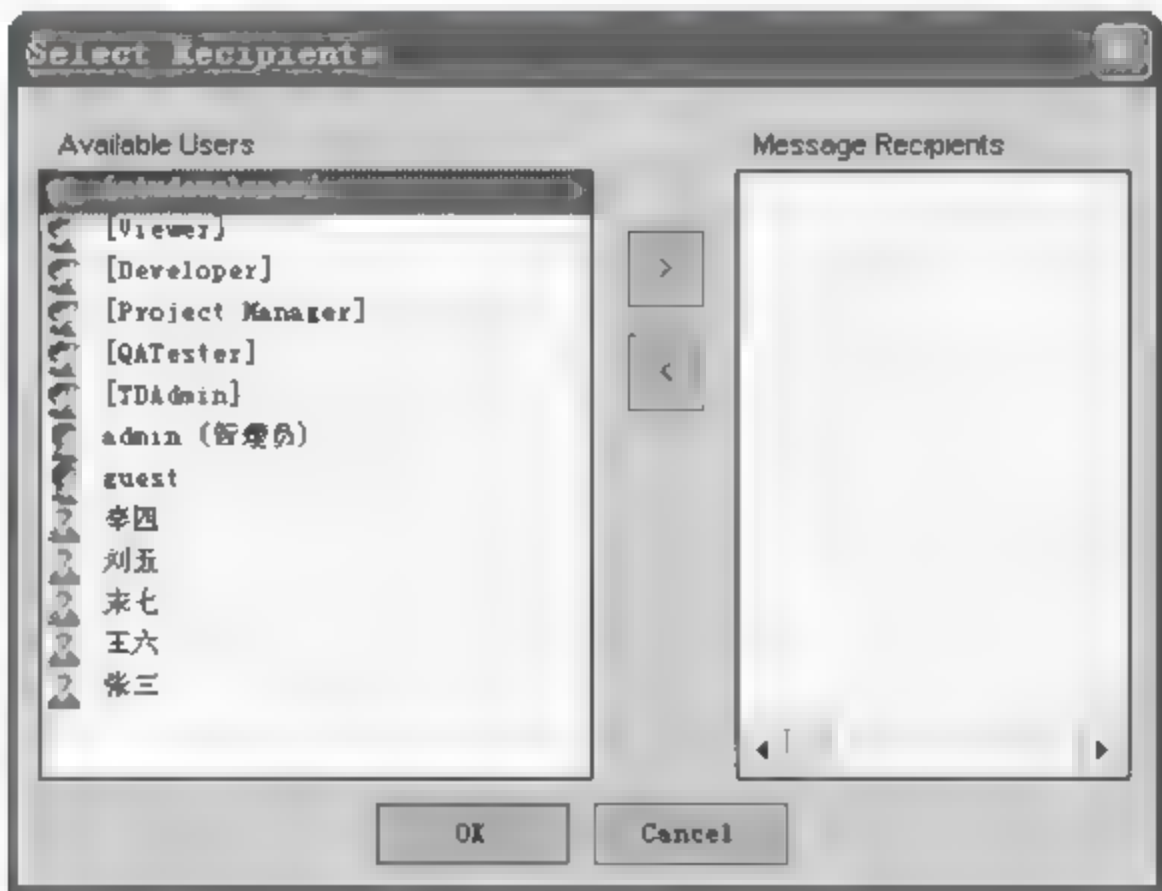 Select Recipients
Available Users
Message Recipients
[Viewer]
[Developer]
[Project Manager]
[QATester]
[TDAdmin]
admin (管理员)
guest
李四
刘五
末七
王六
张三
>
<
OK
Cancel